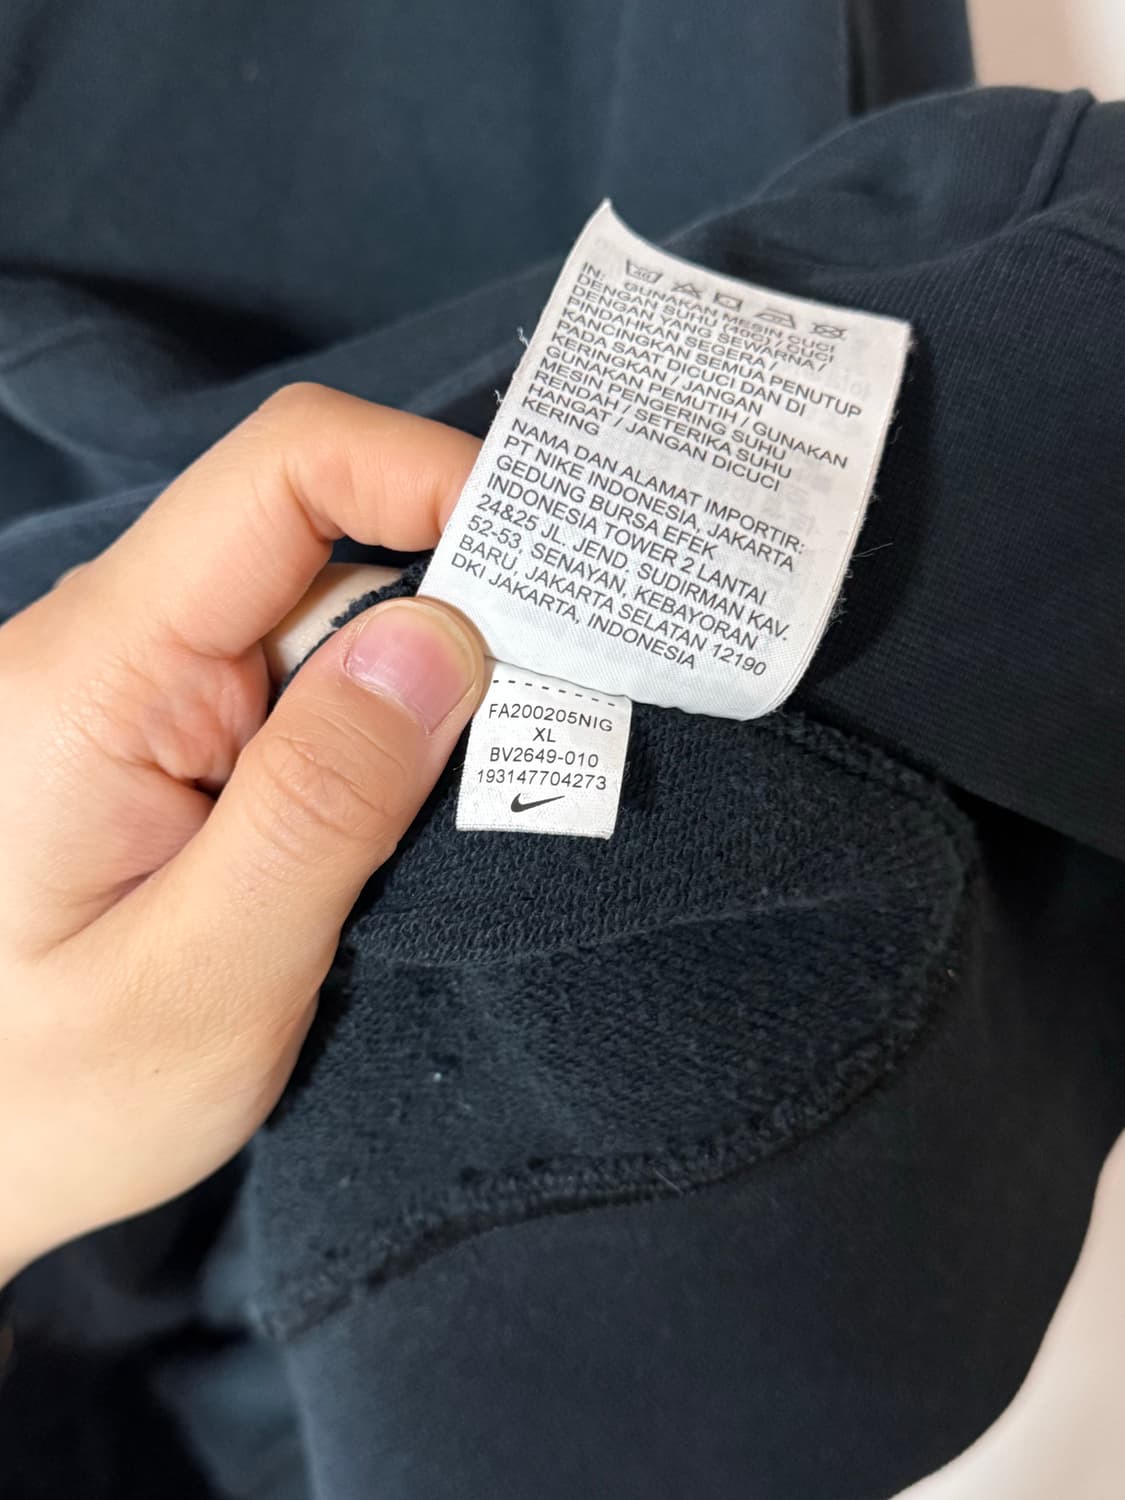 IN: GUNAKAN MESIN CUCI
DENGAN SUHU (40C) / CUCI
DENGAN YANG SEWARNA /
PINDAHKAN SEGERA /
KANCINGKAN SEMUA PENUTUP
PADA SAAT DICUCI DAN DI
KERINGKAN / JANGAN
GUNAKAN PEMUTIH / GUNAKAN
MESIN PENGERING SUHU
RENDAH / SETERIKA SUHU
HANGAT / JANGAN DICUCI
KERING
NAMA DAN ALAMAT IMPORTIR:
PT NIKE INDONESIA, JAKARTA
GEDUNG BURSA EFEK
INDONESIA TOWER 2 LANTAI
24&25 JL. JEND. SUDIRMAN KAV.
52-53, SENAYAN, KEBAYORAN
BARU, JAKARTA SELATAN 12190
DKI JAKARTA, INDONESIA
FA200205NIG
XL
BV2649-010
193147704273